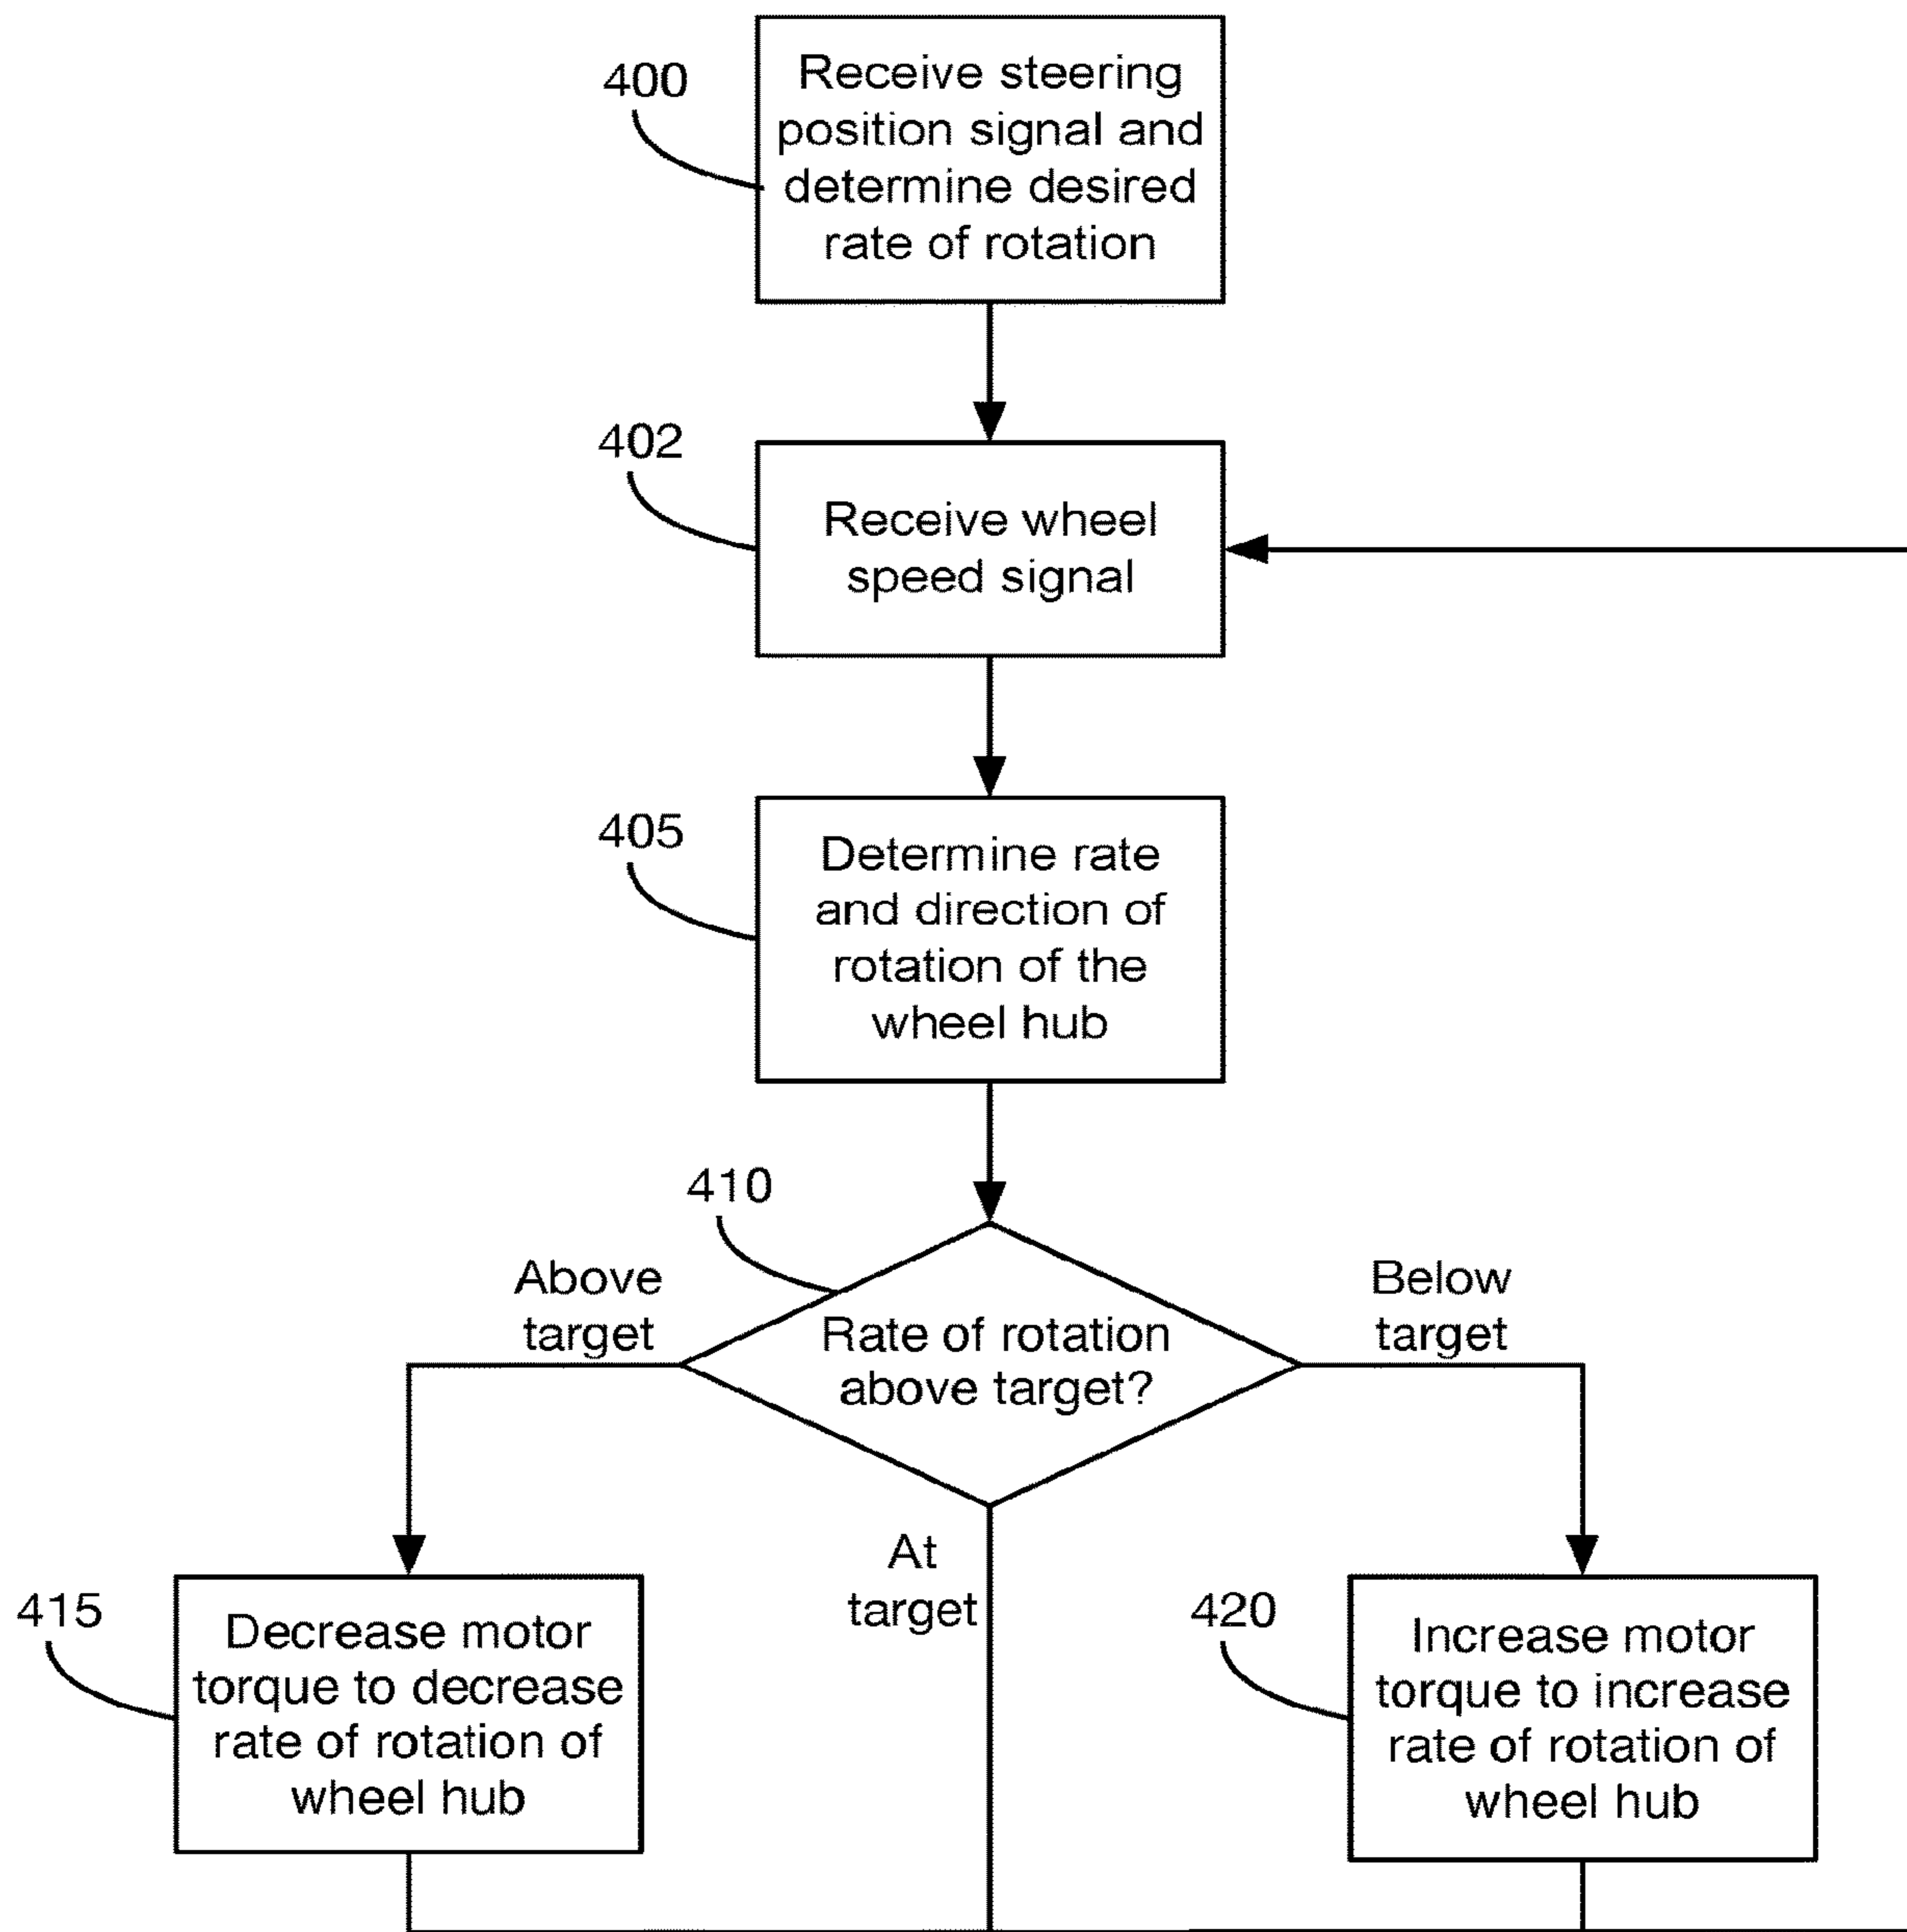 400
Receive steering
position signal and
determine desired
rate of rotation
402
Receive wheel
speed signal
405
Determine rate
and direction of
rotation of the
wheel hub
410
Above
target
Rate of rotation
above target?
Below
target
At
target
415
Decrease motor
torque to decrease
rate of rotation of
wheel hub
420
Increase motor
torque to increase
rate of rotation of
wheel hub